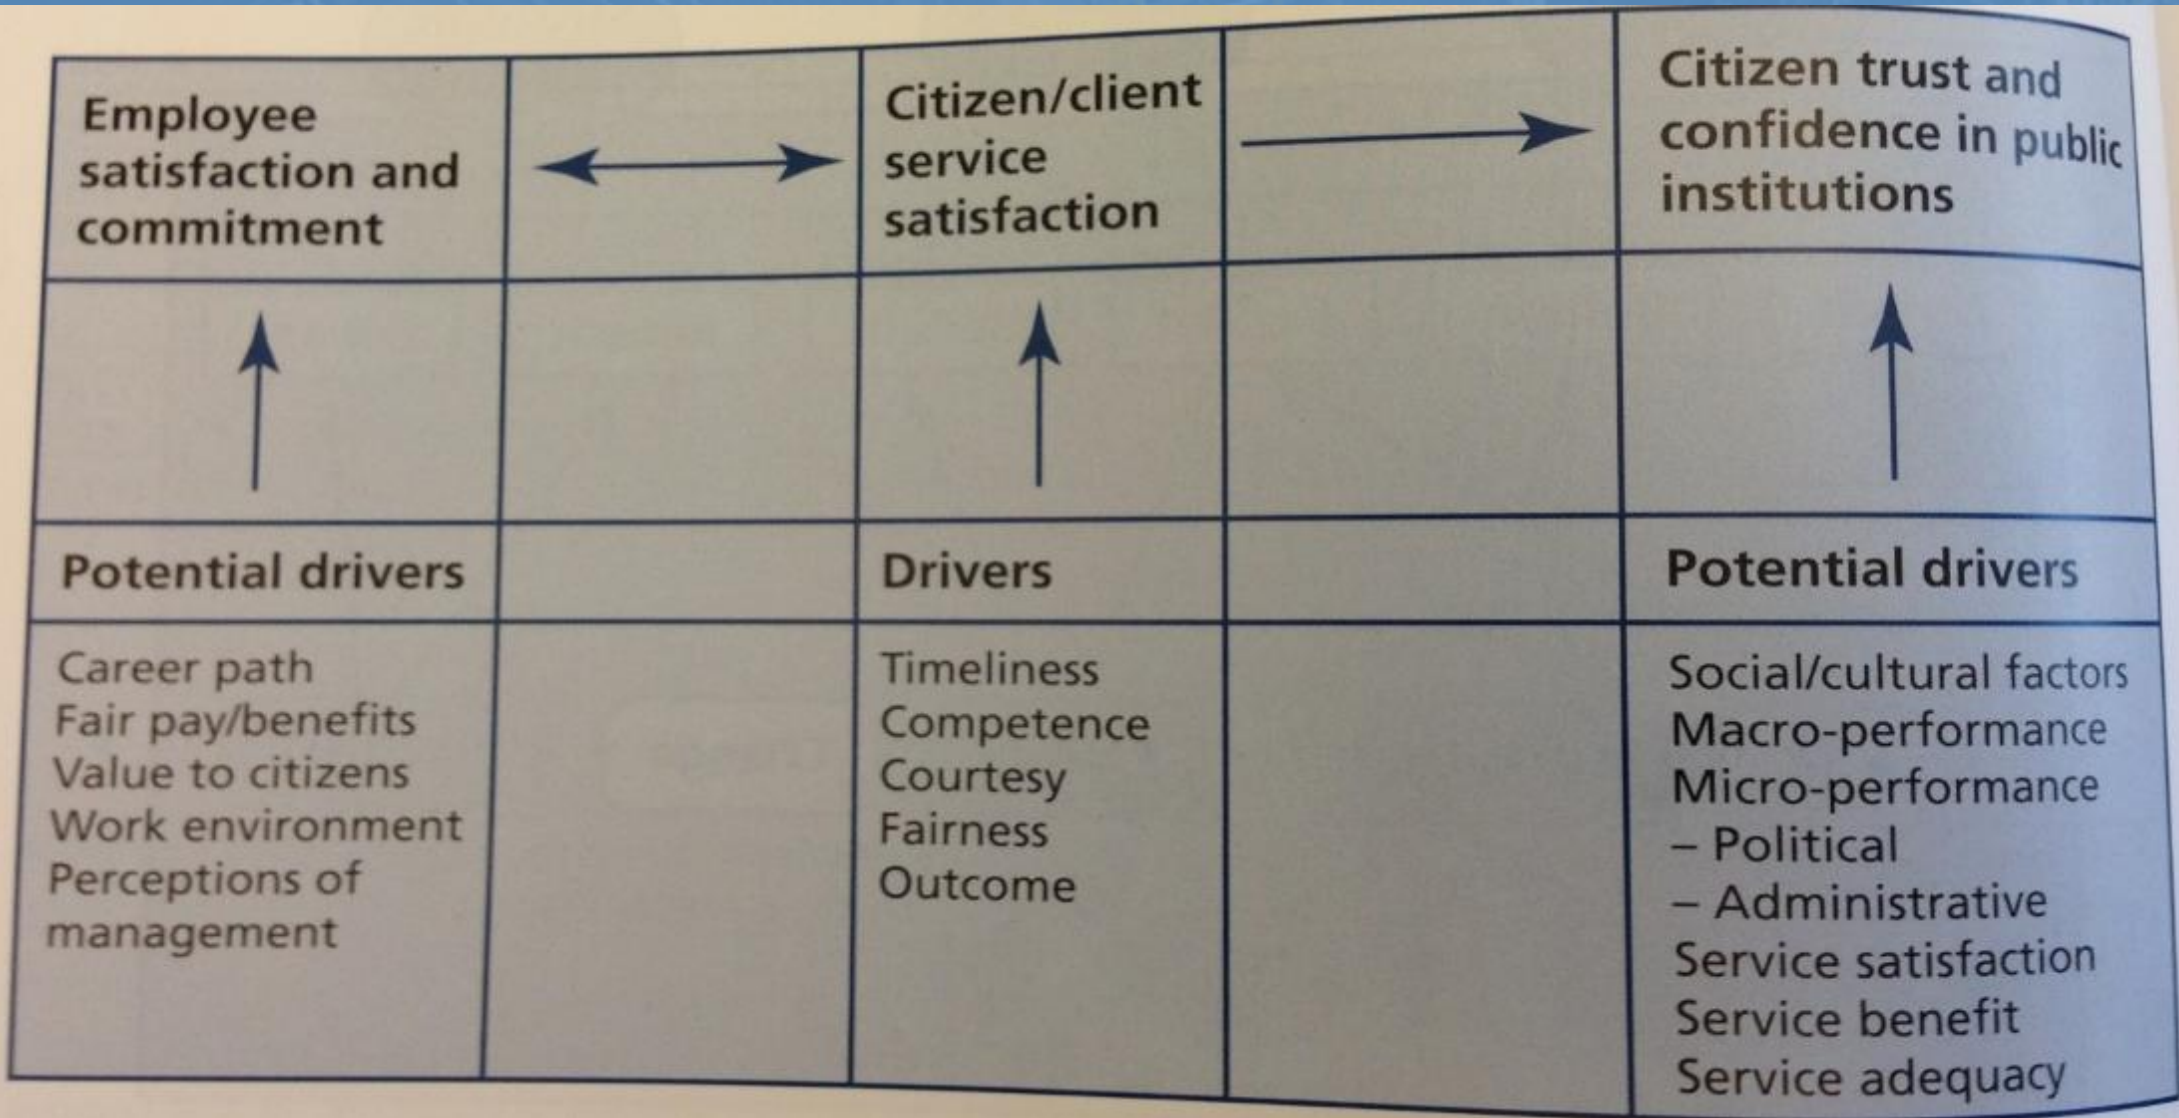 Employee
satisfaction and
commitment
Citizen/client
service
satisfaction
Citizen trust and
confidence in public
institutions
Potential drivers
Drivers
Potential drivers
Career path
Fair pay/benefits
Value to citizens
Work environment
Perceptions of
management
Timeliness
Competence
Courtesy
Fairness
Outcome
Social/cultural factors
Macro-performance
Micro-performance
– Political
– Administrative
Service satisfaction
Service benefit
Service adequacy